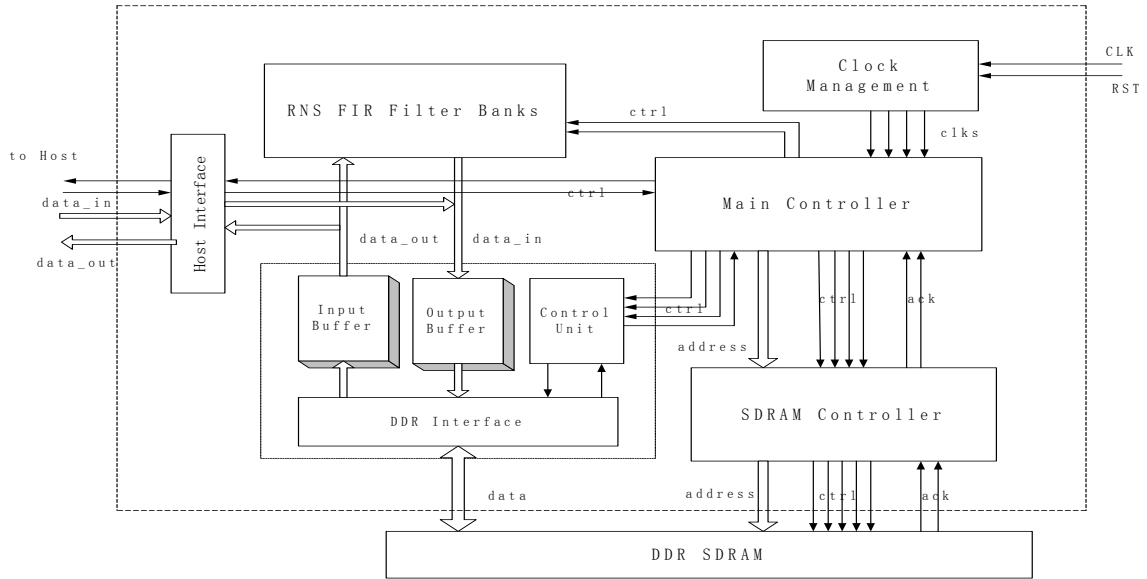 CLK
Clock
Management
RST
RNS FIR Filter Banks
ctrl
clks
to Host
Host Interface
data_in
data_out
ctrl
Main Controller
data_out
data_in
Input
Buffer
Output
Buffer
Control
Unit
ctrl
ctrl
ack
address
SDRAM Controller
DDR Interface
data
address
ctrl
ack
DDR SDRAM